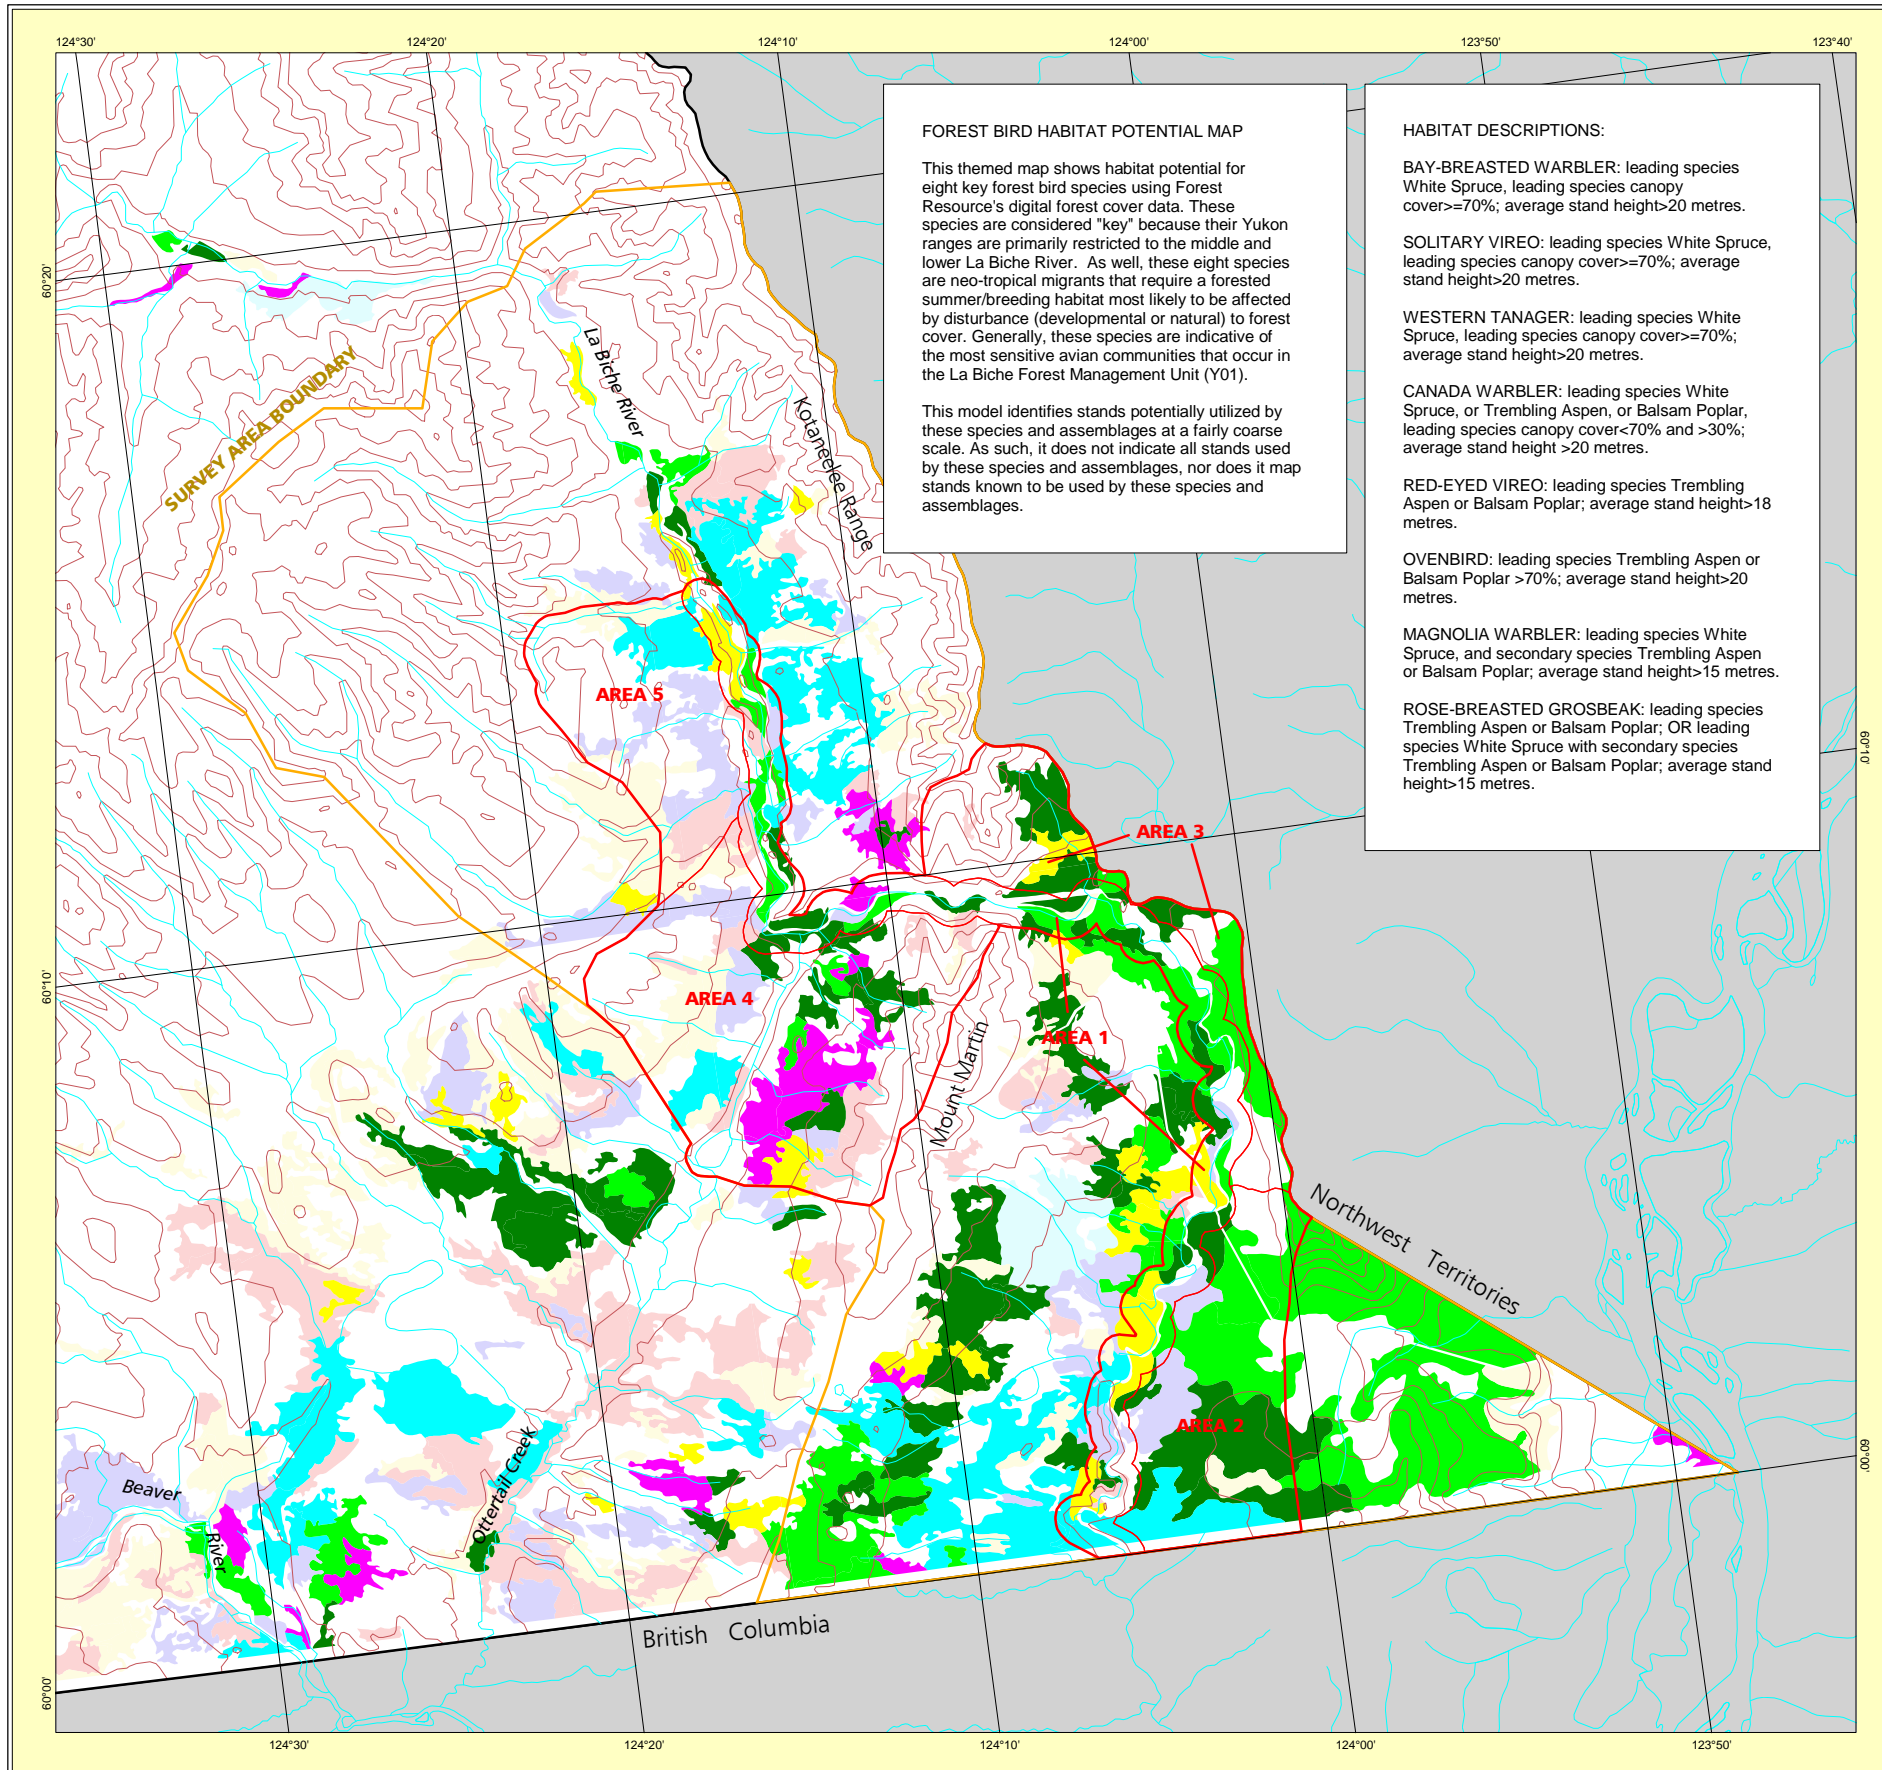 124°30'
124°20'
124°10'
124°00'
123°50'
123°40'
FOREST BIRD HABITAT POTENTIAL MAP
This themed map shows habitat potential for
eight key forest bird species using Forest
Resource's digital forest cover data. These
species are considered "key" because their Yukon
ranges are primarily restricted to the middle and
lower La Biche River. As well, these eight species
are neo-tropical migrants that require a forested
summer/breeding habitat most likely to be affected
by disturbance (developmental or natural) to forest
cover. Generally, these species are indicative of
the most sensitive avian communities that occur in
the La Biche Forest Management Unit (Y01).
This model identifies stands potentially utilized by
these species and assemblages at a fairly coarse
scale. As such, it does not indicate all stands used
by these species and assemblages, nor does it map
stands known to be used by these species and
assemblages.
HABITAT DESCRIPTIONS:
BAY-BREASTED WARBLER: leading species
White Spruce, leading species canopy
cover>=70%; average stand height>20 metres.
SOLITARY VIREO: leading species White Spruce,
leading species canopy cover>=70%; average
stand height>20 metres.
WESTERN TANAGER: leading species White
Spruce, leading species canopy cover>=70%;
average stand height>20 metres.
CANADA WARBLER: leading species White
Spruce, or Trembling Aspen, or Balsam Poplar,
leading species canopy cover<70% and >30%;
average stand height >20 metres.
RED-EYED VIREO: leading species Trembling
Aspen or Balsam Poplar; average stand height>18
metres.
OVENBIRD: leading species Trembling Aspen or
Balsam Poplar >70%; average stand height>20
metres.
MAGNOLIA WARBLER: leading species White
Spruce, and secondary species Trembling Aspen
or Balsam Poplar; average stand height>15 metres.
ROSE-BREASTED GROSBEAK: leading species
Trembling Aspen or Balsam Poplar; OR leading
species White Spruce with secondary species
Trembling Aspen or Balsam Poplar; average stand
height>15 metres.
60°20'
SURVEY AREA BOUNDARY
La Biche River
Kotaneelee Range
AREA 5
60°10'
AREA 3
60°10'
AREA 4
AREA 1
Mount Martin
Northwest Territories
AREA 2
60°00'
Beaver
River
Ottertail Creek
British Columbia
60°00'
124°30'
124°20'
124°10'
124°00'
123°50'